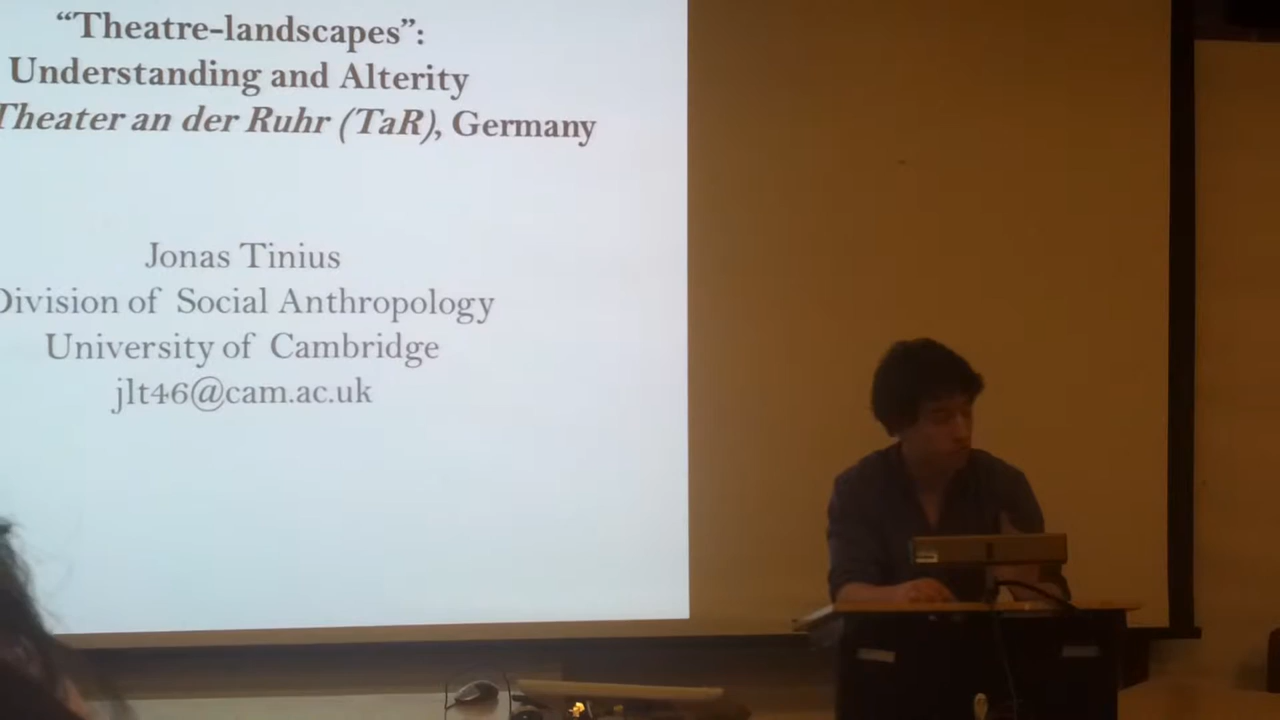 “Theatre-landscapes”:
Understanding and Alterity
Theater an der Ruhr (TaR), Germany
Jonas Tinius
Division of Social Anthropology
University of Cambridge
jlt46@cam.ac.uk